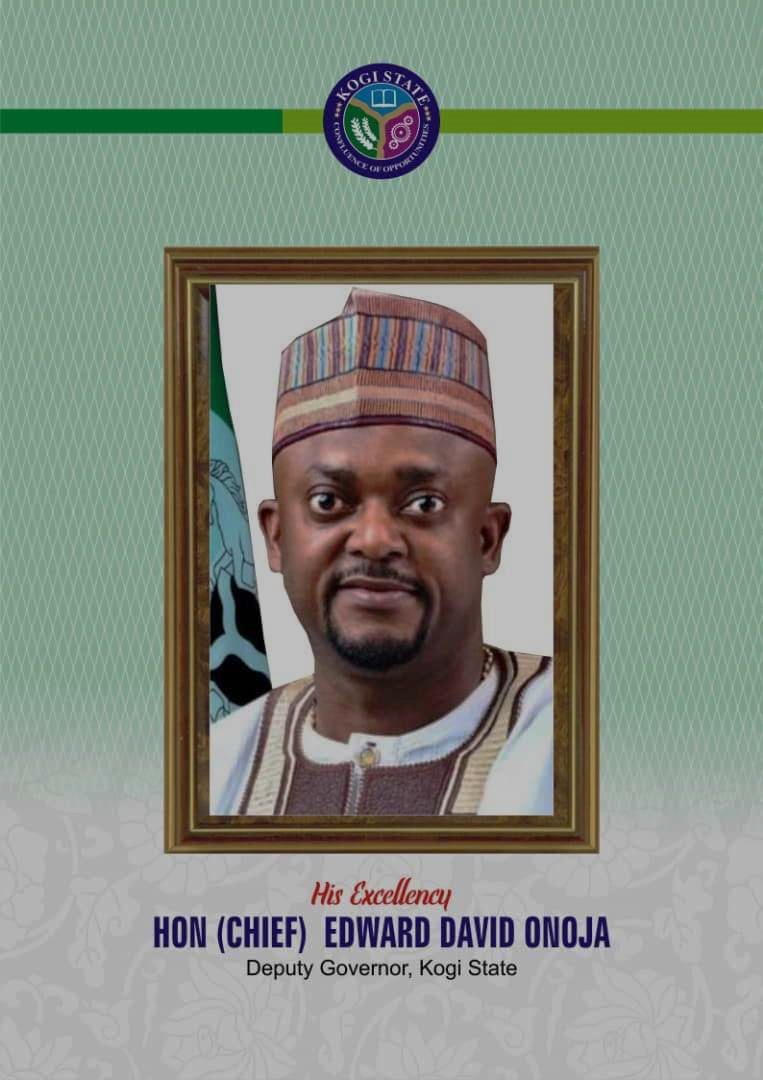 KOGI STATE
CONFLUENCE OF OPPORTUNITIES
His Excellency
HON (CHIEF) EDWARD DAVID ONOJA
Deputy Governor, Kogi State